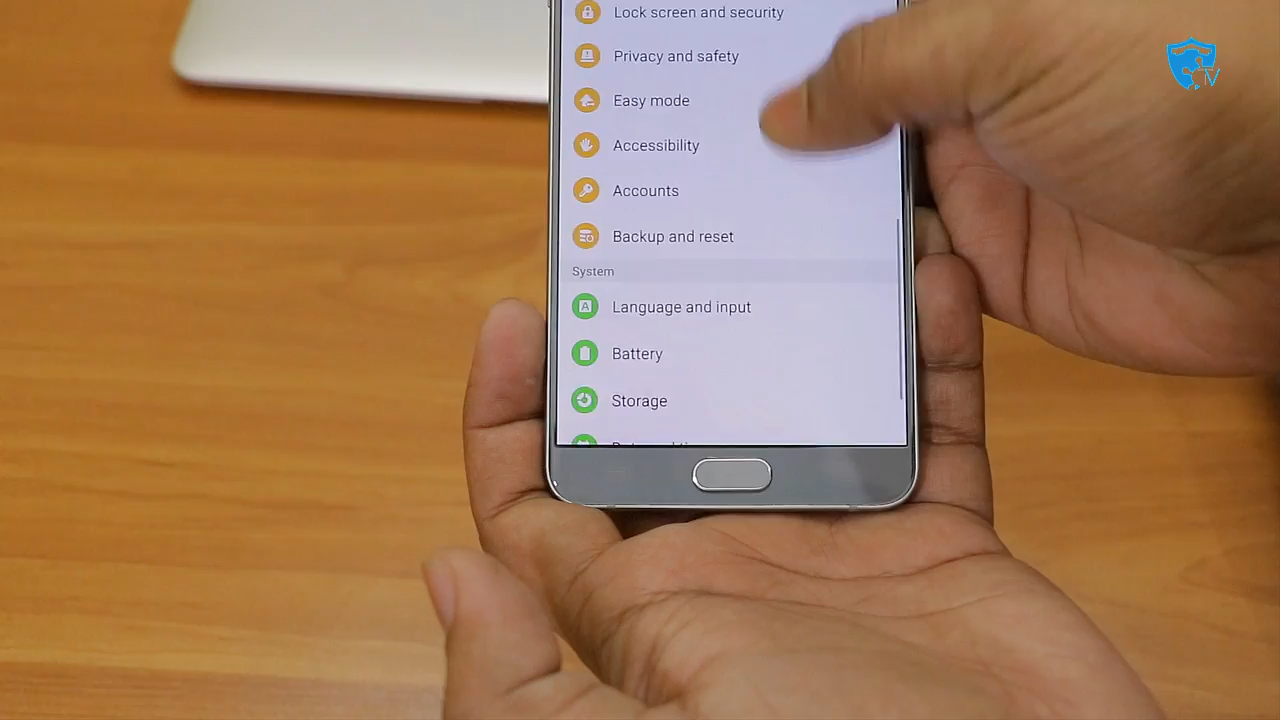 Lock screen and security
Privacy and safety
Easy mode
Accessibility
Accounts
Backup and reset
System
Language and input
Battery
Storage
TV